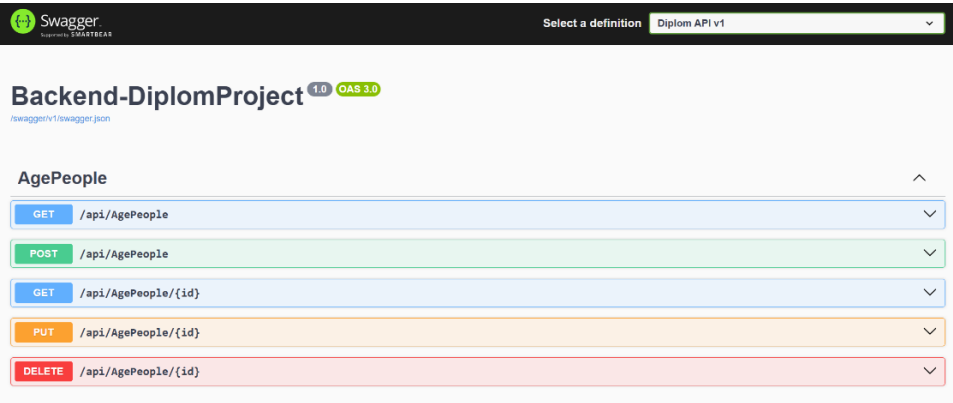 {··} Swagger.
Supported by SMARTBEAR
Select a definition
Diplom API v1
Backend-DiplomProject 1.0 OAS 3.0
/swagger/v1/swagger.json
AgePeople
GET /api/AgePeople
POST /api/AgePeople
GET /api/AgePeople/{id}
PUT /api/AgePeople/{id}
DELETE /api/AgePeople/{id}